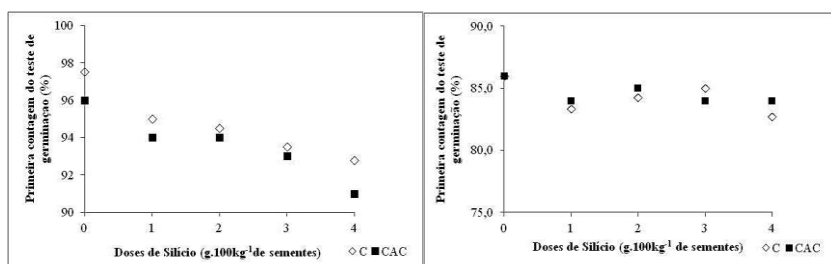 Primeira contagem do teste de
germinação (%)
100
98
96
94
92
90
0 1 2 3 4
Doses de Silício (g.100kg⁻¹de sementes) ◇C ■CAC
Primeira contagem do teste de
germinação (%)
90,0
85,0
80,0
75,0
0 1 2 3 4
Doses de Silício (g.100kg⁻¹ de sementes) ◇C ■CAC